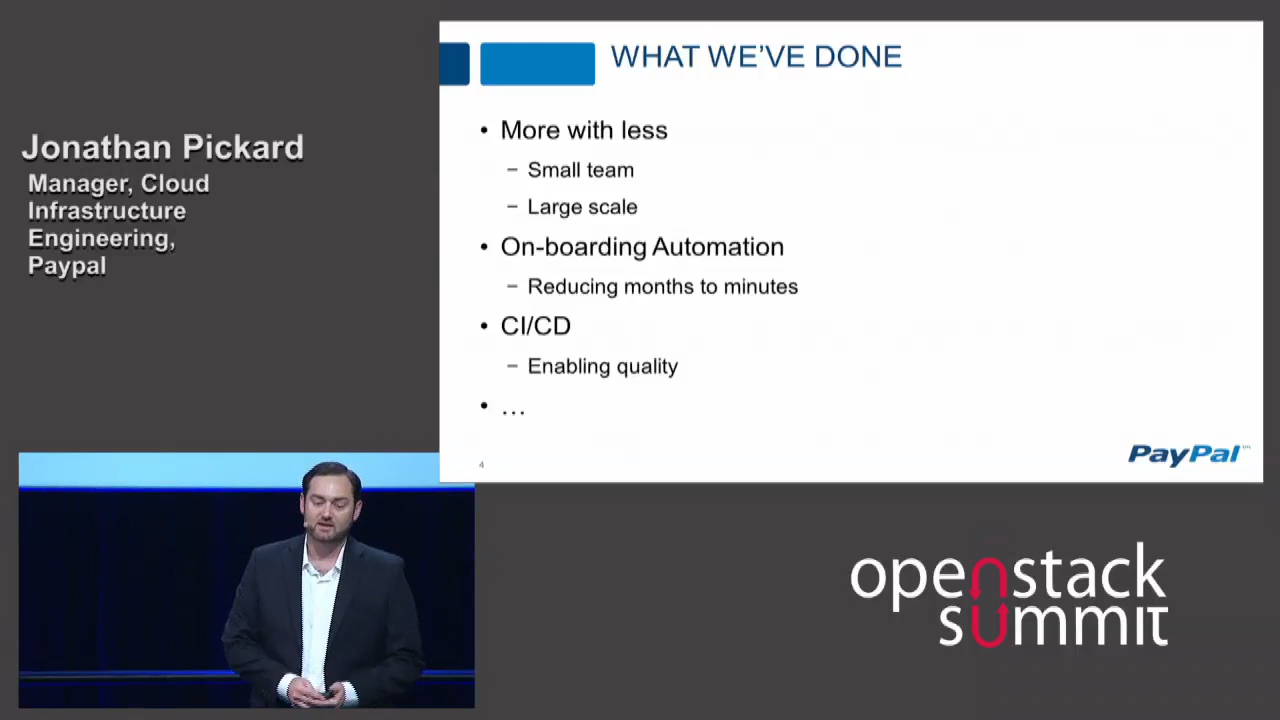 Jonathan Pickard
Manager, Cloud
Infrastructure
Engineering,
Paypal
WHAT WE'VE DONE
• More with less
– Small team
– Large scale
• On-boarding Automation
– Reducing months to minutes
• CI/CD
– Enabling quality
• …
4
PayPal
openstack
summit